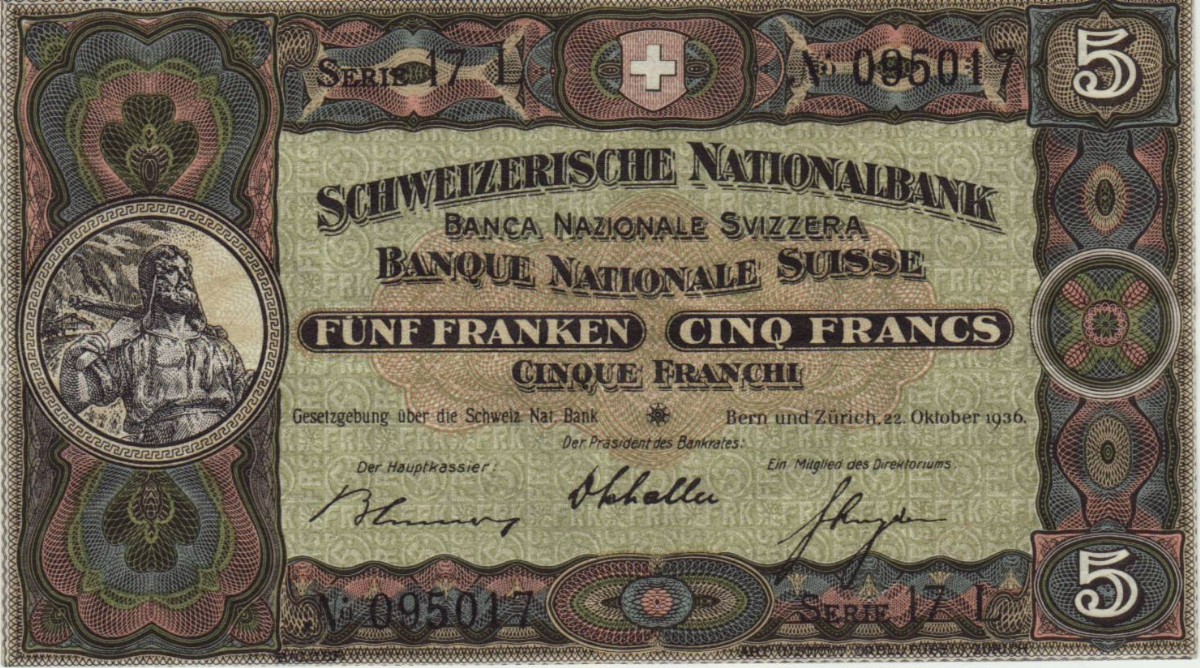 SERIE 17 L
№ 095017
5
SCHWEIZERISCHE NATIONALBANK
BANCA NAZIONALE SVIZZERA
BANQUE NATIONALE SUISSE
FÜNF FRANKEN
CINQ FRANCS
CINQUE FRANCHI
Gesetzgebung über die Schweiz Nat Bank
Bern und Zürich, 22. Oktober 1936.
Der Präsident des Bankrates:
Der Hauptkassier:
Ein Mitglied des Direktoriums:
Schaller
№ 095017
SERIE 17 L
5